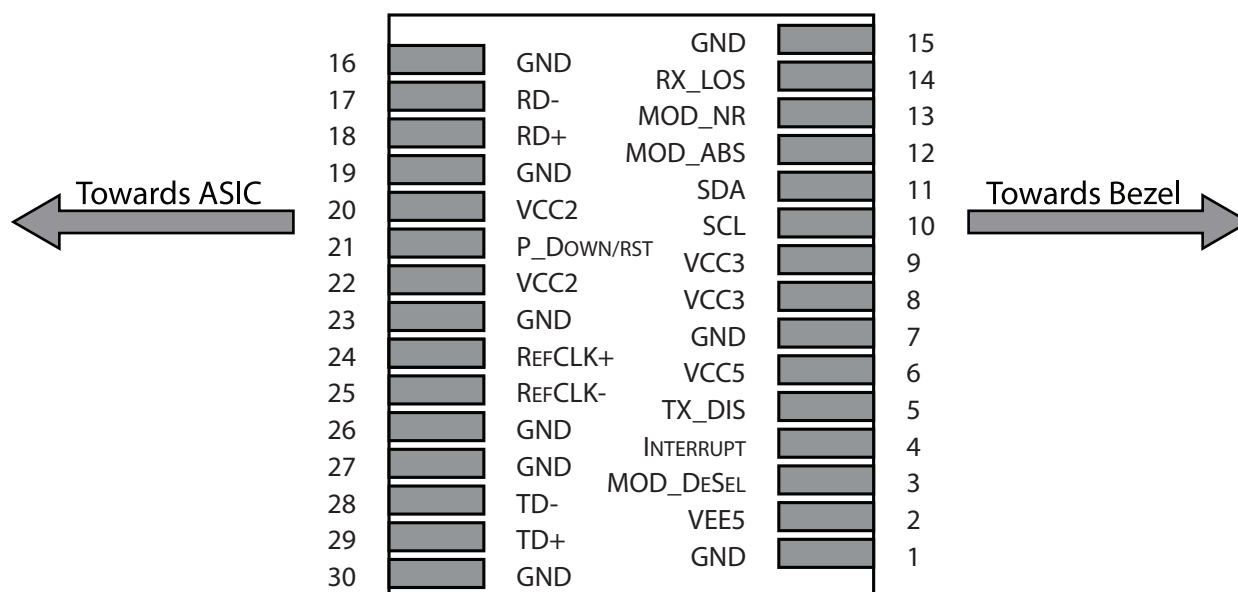 GND 15
16 GND
RX_LOS 14
17 RD-
MOD_NR 13
18 RD+
MOD_ABS 12
19 GND
SDA 11
Towards ASIC
Towards Bezel
20 VCC2
SCL 10
21 P_DOWN/RST
VCC3 9
22 VCC2
VCC3 8
23 GND
GND 7
24 REFCLK+
VCC5 6
25 REFCLK-
TX_DIS 5
26 GND
INTERRUPT 4
27 GND
MOD_DESEL 3
28 TD-
VEE5 2
29 TD+
GND 1
30 GND